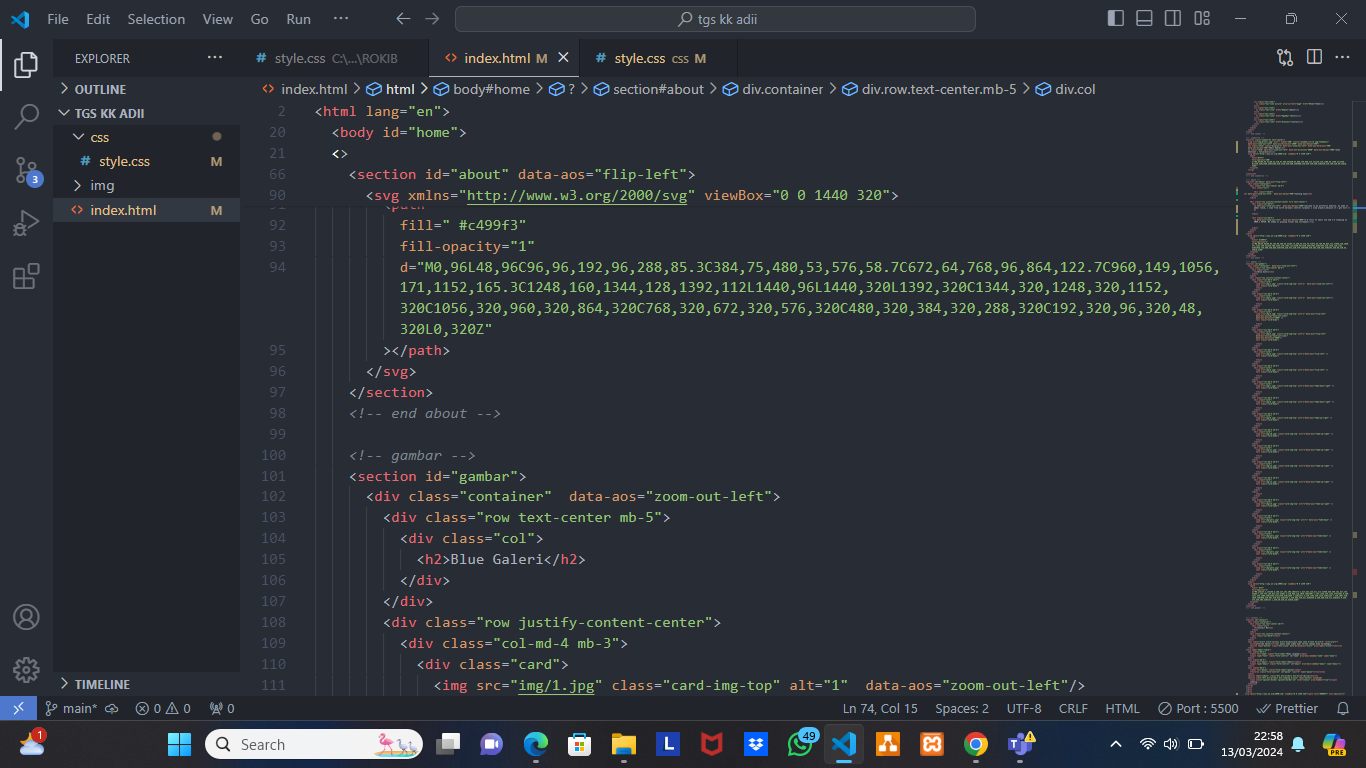 File Edit Selection View Go Run ··· tgs kk adii
EXPLORER ···
# style.css C:\...\ROKIB <> index.html M # style.css css M
OUTLINE
TGS KK ADII
css
# style.css M
img
<> index.html M
TIMELINE
<> index.html > html > body#home > ? > section#about > div.container > div.row.text-center.mb-5 > div.col
2 <html lang="en">
20 <body id="home">
21 <>
66 <section id="about" data-aos="flip-left">
90 <svg xmlns="http://www.w3.org/2000/svg" viewBox="0 0 1440 320">
91 <path
92 fill=" #c499f3"
93 fill-opacity="1"
94 d="M0,96L48,96C96,96,192,96,288,85.3C384,75,480,53,576,58.7C672,64,768,96,864,122.7C960,149,1056,
171,1152,165.3C1248,160,1344,128,1392,112L1440,96L1440,320L1392,320C1344,320,1248,320,1152,
320C1056,320,960,320,864,320C768,320,672,320,576,320C480,320,384,320,288,320C192,320,96,320,48,
320L0,320Z"
95 ></path>
96 </svg>
97 </section>
98 <!-- end about -->
99
100 <!-- gambar -->
101 <section id="gambar">
102 <div class="container"  data-aos="zoom-out-left">
103 <div class="row text-center mb-5">
104 <div class="col">
105 <h2>Blue Galeri</h2>
106 </div>
107 </div>
108 <div class="row justify-content-center">
109 <div class="col-md-4 mb-3">
110 <div class="card">
111 <img src="img/1.jpg" class="card-img-top" alt="1"  data-aos="zoom-out-left"/>
3
main* 0 0 0 Ln 74, Col 15 Spaces: 2 UTF-8 CRLF HTML Port : 5500 Prettier
1 Search L 49 PRE
22:58
13/03/2024